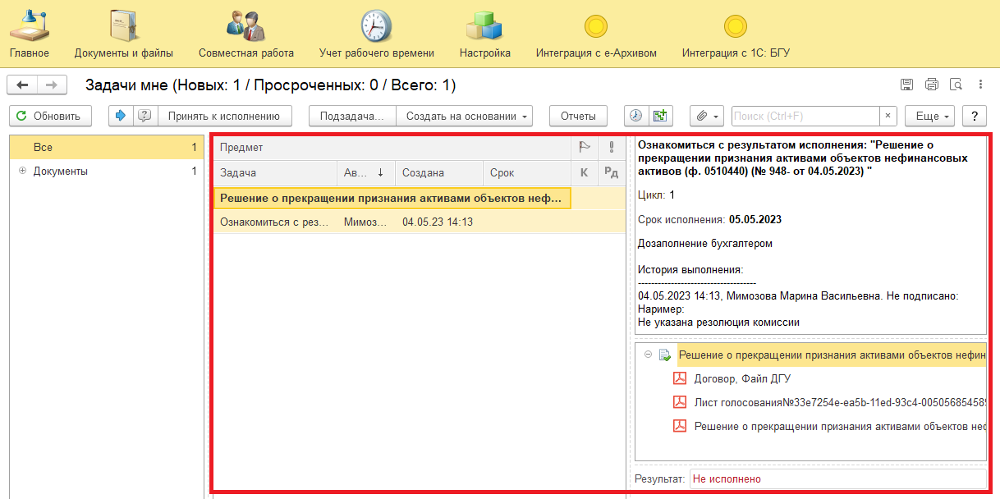 Главное
Документы и файлы
Совместная работа
Учет рабочего времени
Настройка
Интеграция с е-Архивом
Интеграция с 1С: БГУ
Задачи мне (Новых: 1 / Просроченных: 0 / Всего: 1)
Обновить
Принять к исполнению
Подзадача...
Создать на основании
Отчеты
Поиск (Ctrl+F)
×
Еще
?
Все 1
Документы 1
Предмет
Задача Ав... ↓ Создана Срок К Рд
Решение о прекращении признания активами объектов неф...
Ознакомиться с рез... Мимоз... 04.05.23 14:13
Ознакомиться с результатом исполнения: "Решение о
прекращении признания активами объектов нефинансовых
активов (ф. 0510440) (№ 948- от 04.05.2023) "
Цикл: 1
Срок исполнения: 05.05.2023
Дозаполнение бухгалтером
История выполнения:
------------------------------------
04.05.2023 14:13, Мимозова Марина Васильевна. Не подписано:
Наример:
Не указана резолюция комиссии
Решение о прекращении признания активами объектов нефин
Договор, Файл ДГУ
Лист голосования№33e7254e-ea5b-11ed-93c4-005056854589
Решение о прекращении признания активами объектов неф
Результат: Не исполнено